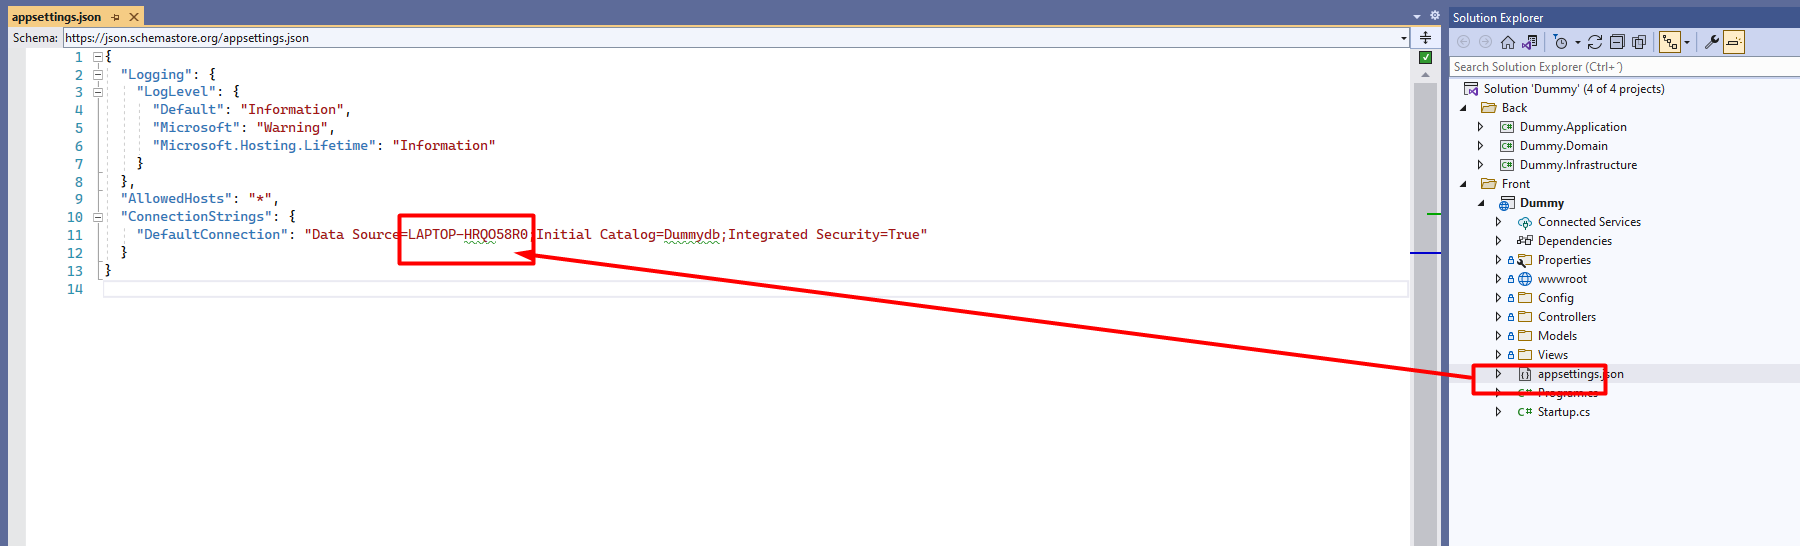 appsettings.json
Schema: https://json.schemastore.org/appsettings.json
1 {
2 "Logging": {
3 "LogLevel": {
4 "Default": "Information",
5 "Microsoft": "Warning",
6 "Microsoft.Hosting.Lifetime": "Information"
7 }
8 },
9 "AllowedHosts": "*",
10 "ConnectionStrings": {
11 "DefaultConnection": "Data Source=LAPTOP-HRQO58R0;Initial Catalog=Dummydb;Integrated Security=True"
12 }
13 }
14
Solution Explorer
Search Solution Explorer (Ctrl+´)
Solution 'Dummy' (4 of 4 projects)
Back
C# Dummy.Application
C# Dummy.Domain
C# Dummy.Infrastructure
Front
Dummy
Connected Services
Dependencies
Properties
wwwroot
Config
Controllers
Models
Views
appsettings.json
C# Program.cs
C# Startup.cs